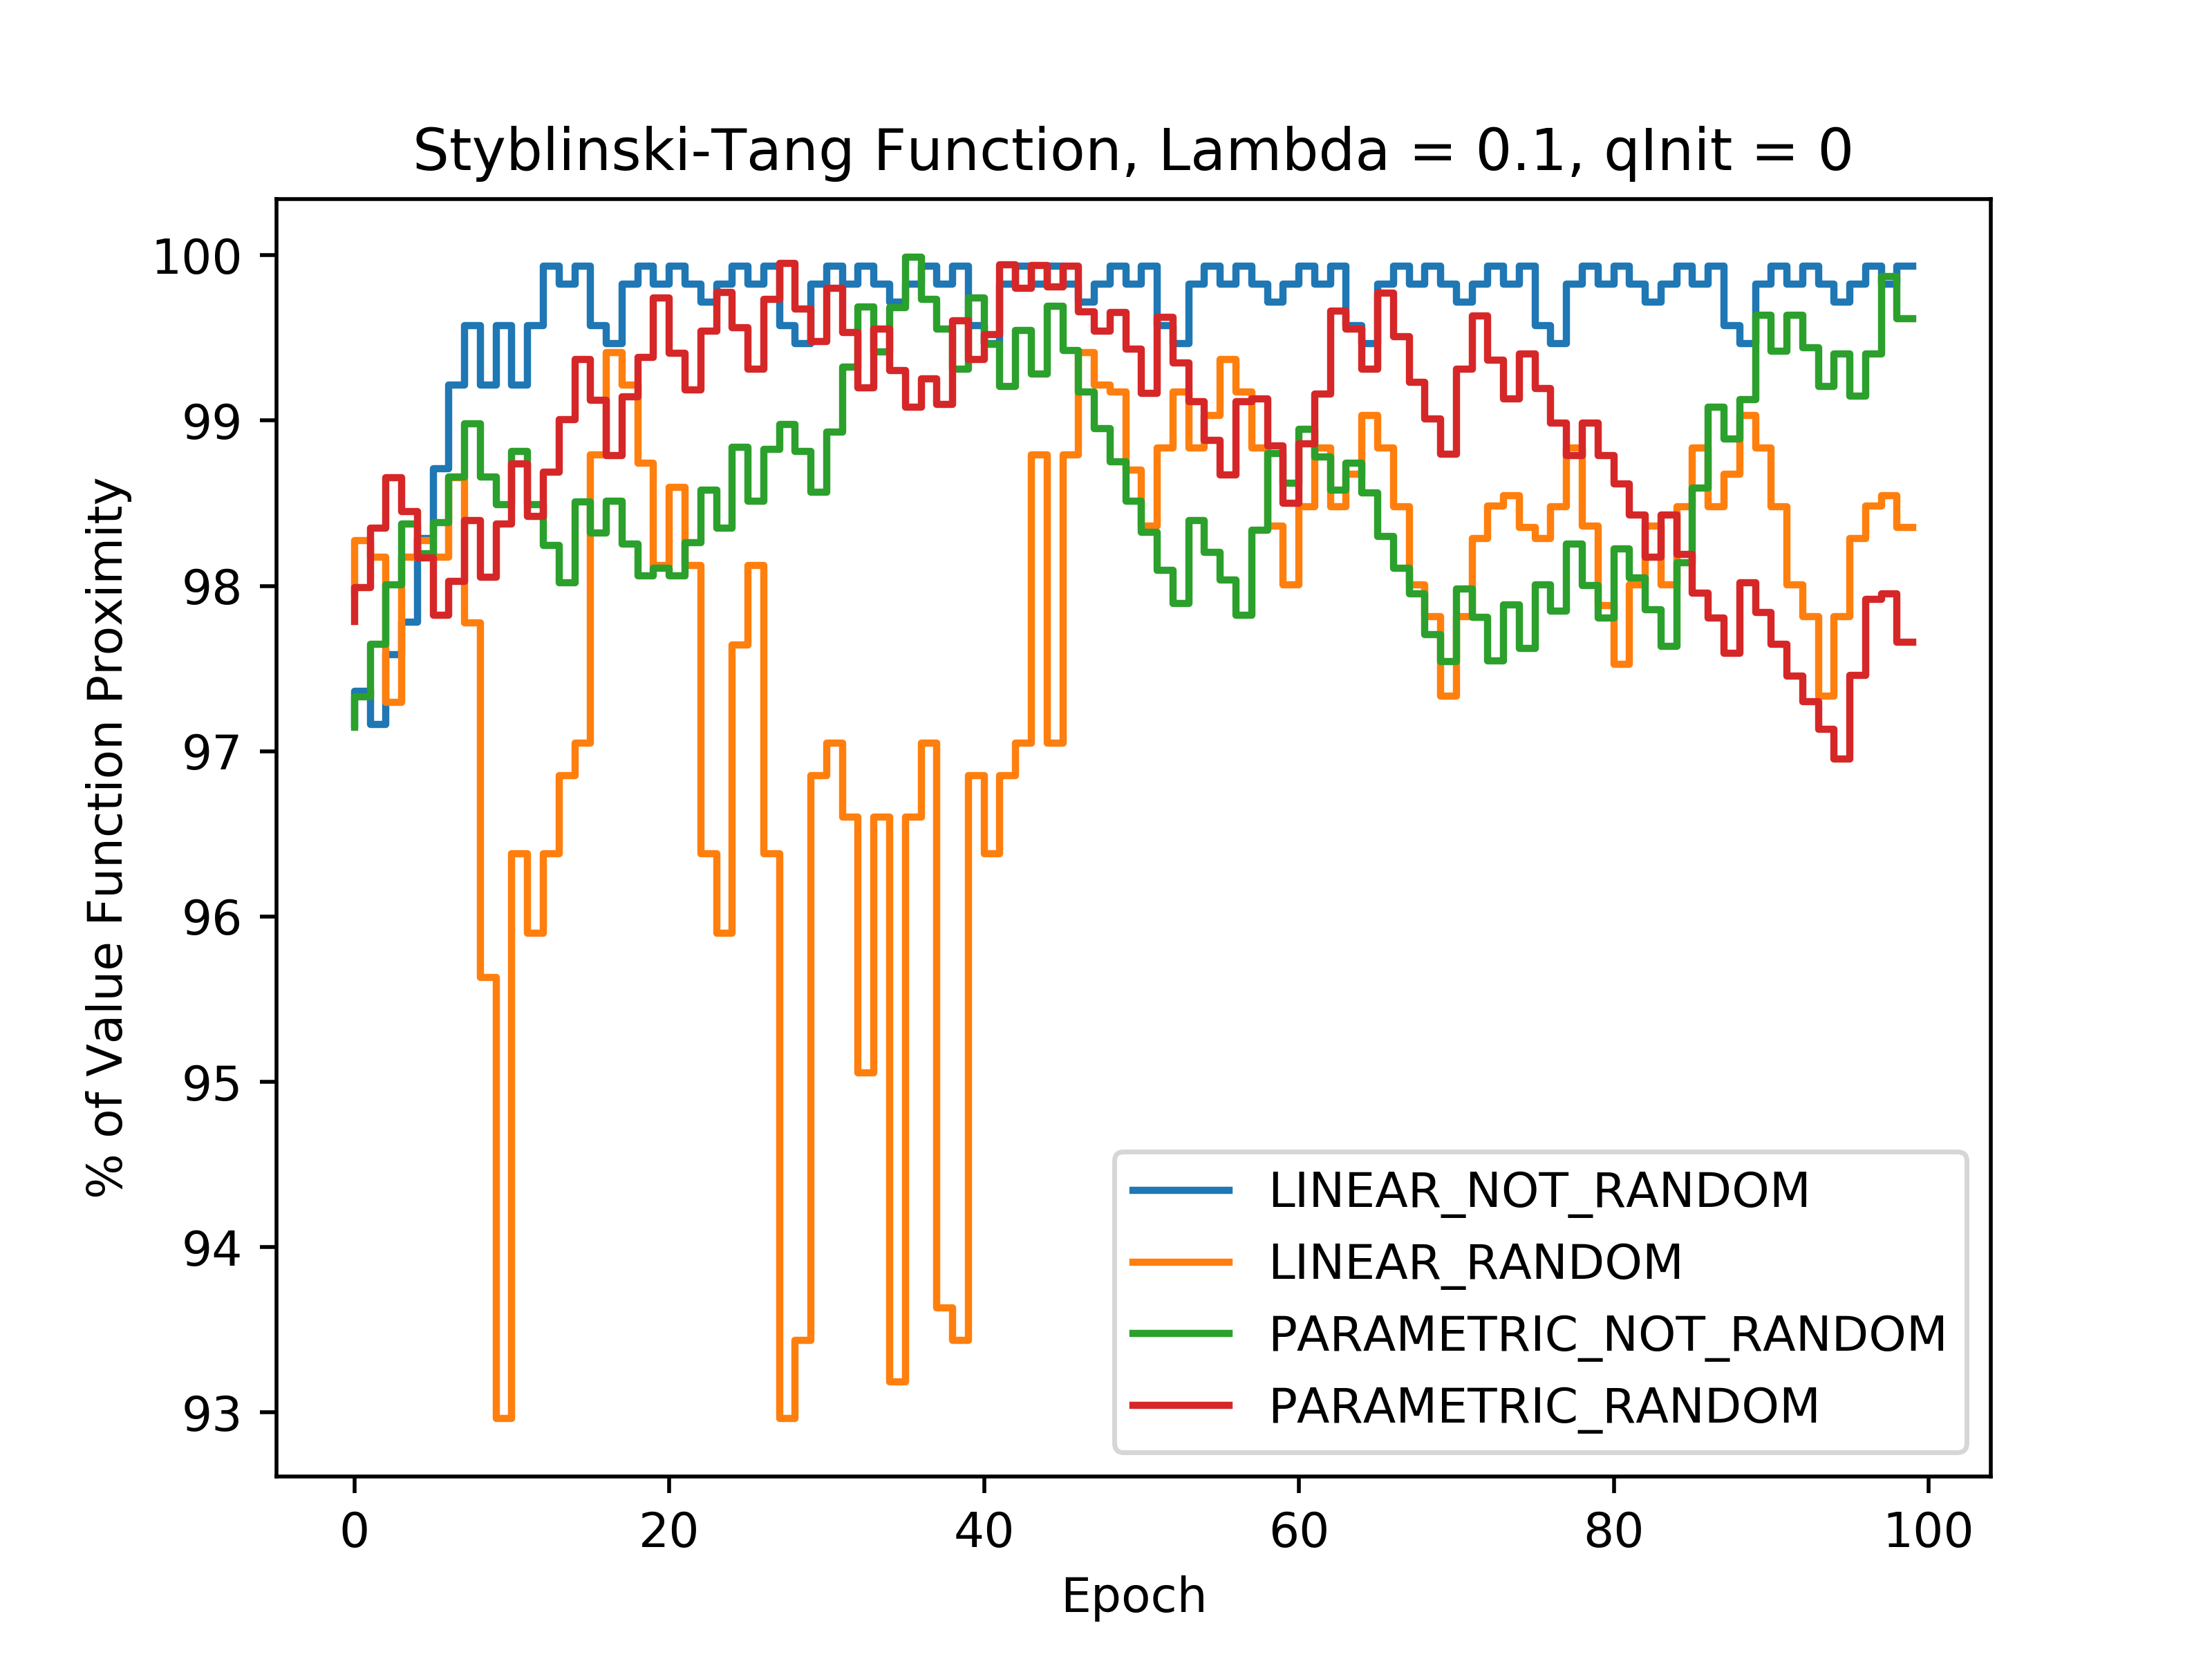 Styblinski-Tang Function, Lambda = 0.1, qInit = 0
% of Value Function Proximity
100
99
98
97
96
95
94
93
0 20 40 60 80 100
Epoch
LINEAR_NOT_RANDOM
LINEAR_RANDOM
PARAMETRIC_NOT_RANDOM
PARAMETRIC_RANDOM